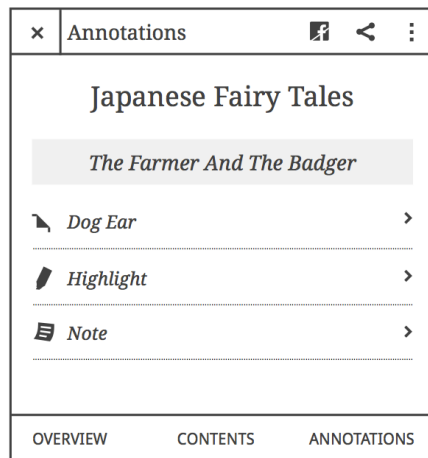 Annotations
Japanese Fairy Tales
The Farmer And The Badger
Dog Ear
Highlight
Note
OVERVIEW CONTENTS ANNOTATIONS